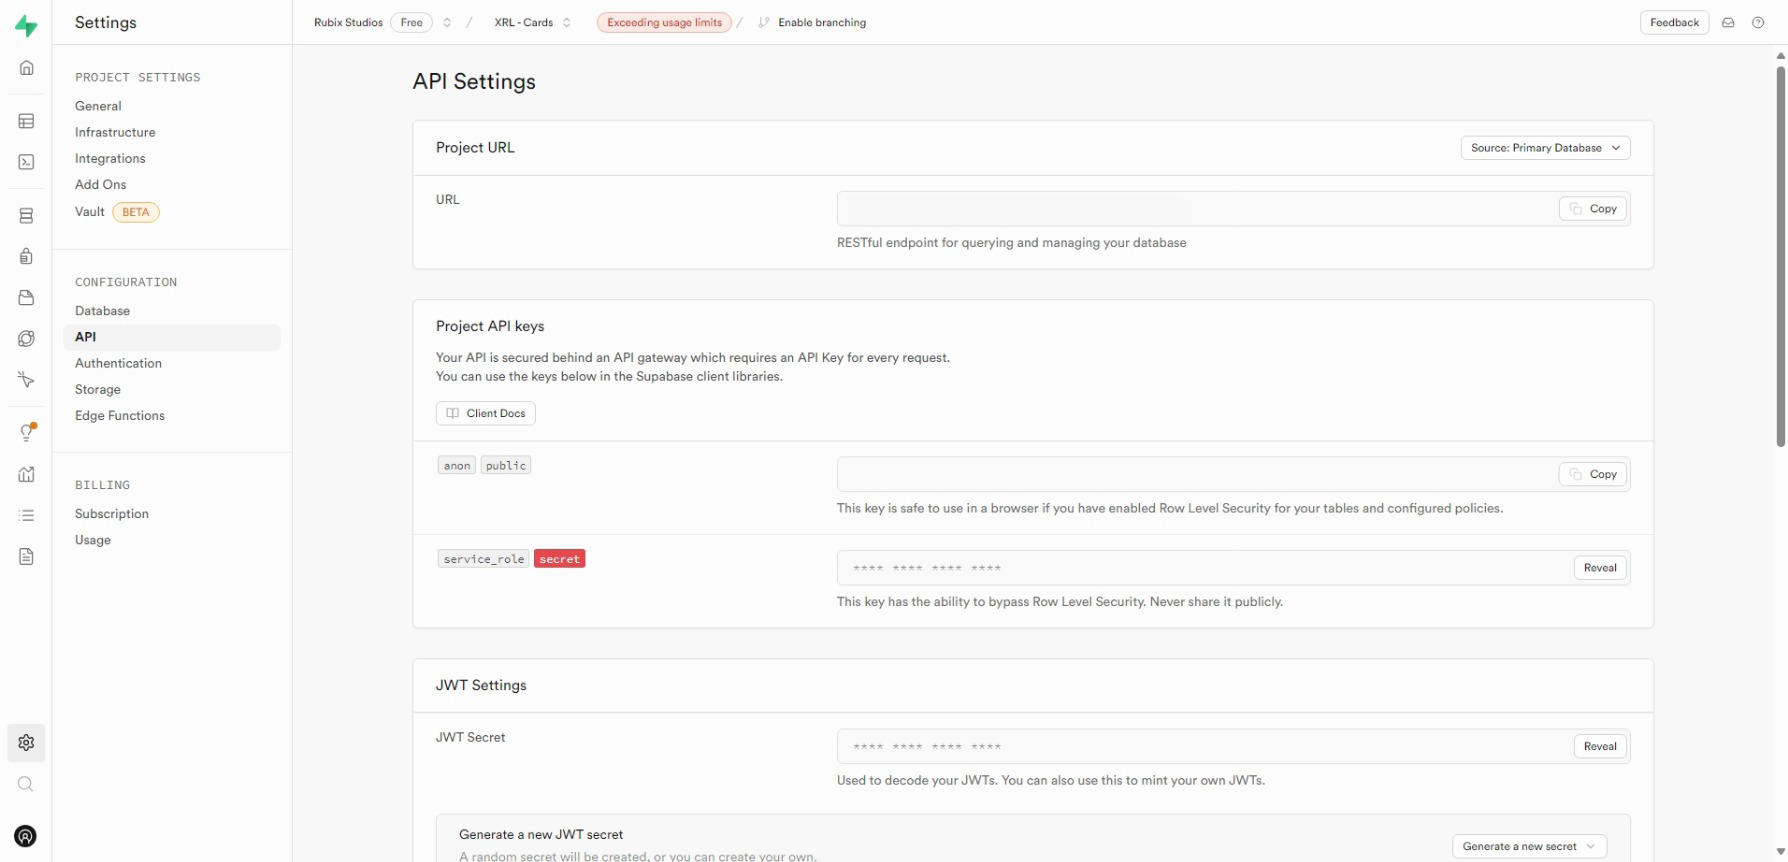 Settings
Rubix Studios Free / XRL - Cards Exceeding usage limits / Enable branching
Feedback
PROJECT SETTINGS
General
Infrastructure
Integrations
Add Ons
Vault BETA
CONFIGURATION
Database
API
Authentication
Storage
Edge Functions
BILLING
Subscription
Usage
API Settings
Project URL
Source: Primary Database
URL
Copy
RESTful endpoint for querying and managing your database
Project API keys
Your API is secured behind an API gateway which requires an API Key for every request.
You can use the keys below in the Supabase client libraries.
Client Docs
anon public
Copy
This key is safe to use in a browser if you have enabled Row Level Security for your tables and configured policies.
service_role secret
**** **** **** ****
Reveal
This key has the ability to bypass Row Level Security. Never share it publicly.
JWT Settings
JWT Secret
**** **** **** ****
Reveal
Used to decode your JWTs. You can also use this to mint your own JWTs.
Generate a new JWT secret
Generate a new secret
A random secret will be created, or you can create your own.